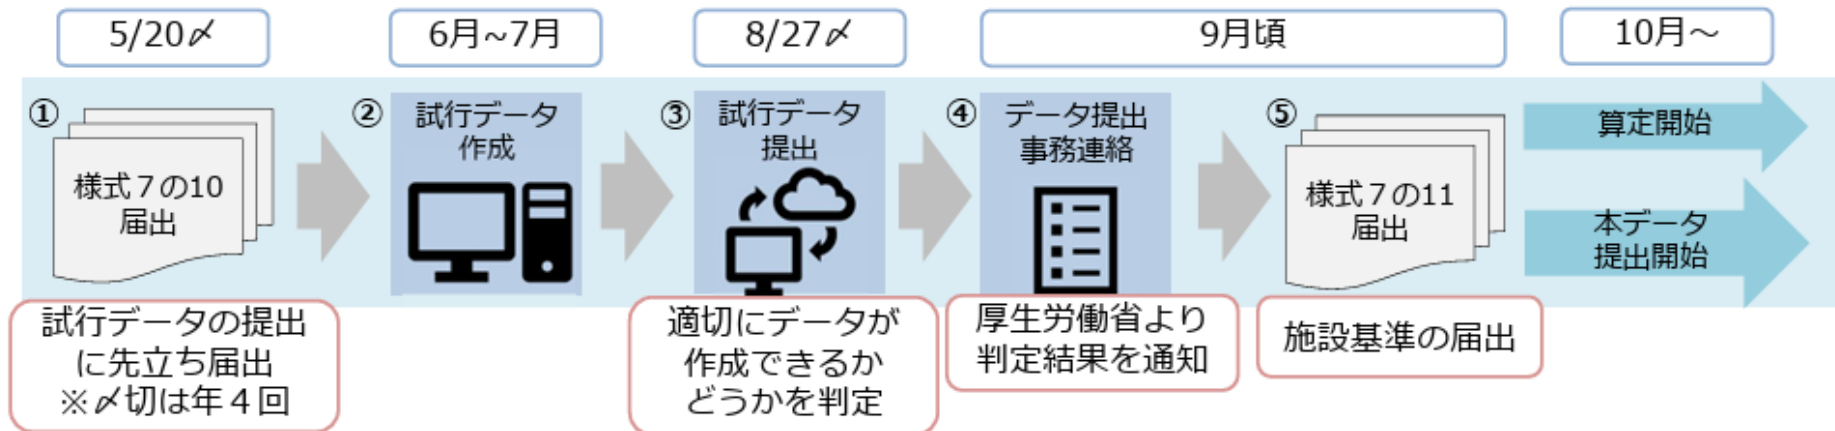 5/20〆
6月~7月
8/27〆
9月頃
10月～
①
様式７の10
届出
②
試行データ
作成
③
試行データ
提出
④
データ提出
事務連絡
⑤
様式７の11
届出
算定開始
本データ
提出開始
試行データの提出
に先立ち届出
※〆切は年４回
適切にデータが
作成できるか
どうかを判定
厚生労働省より
判定結果を通知
施設基準の届出